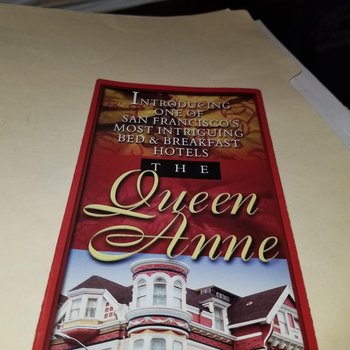 INTRODUCING
ONE OF
SAN FRANCISCO'S
MOST INTRIGUING
BED & BREAKFAST
HOTELS
THE
Queen
Anne